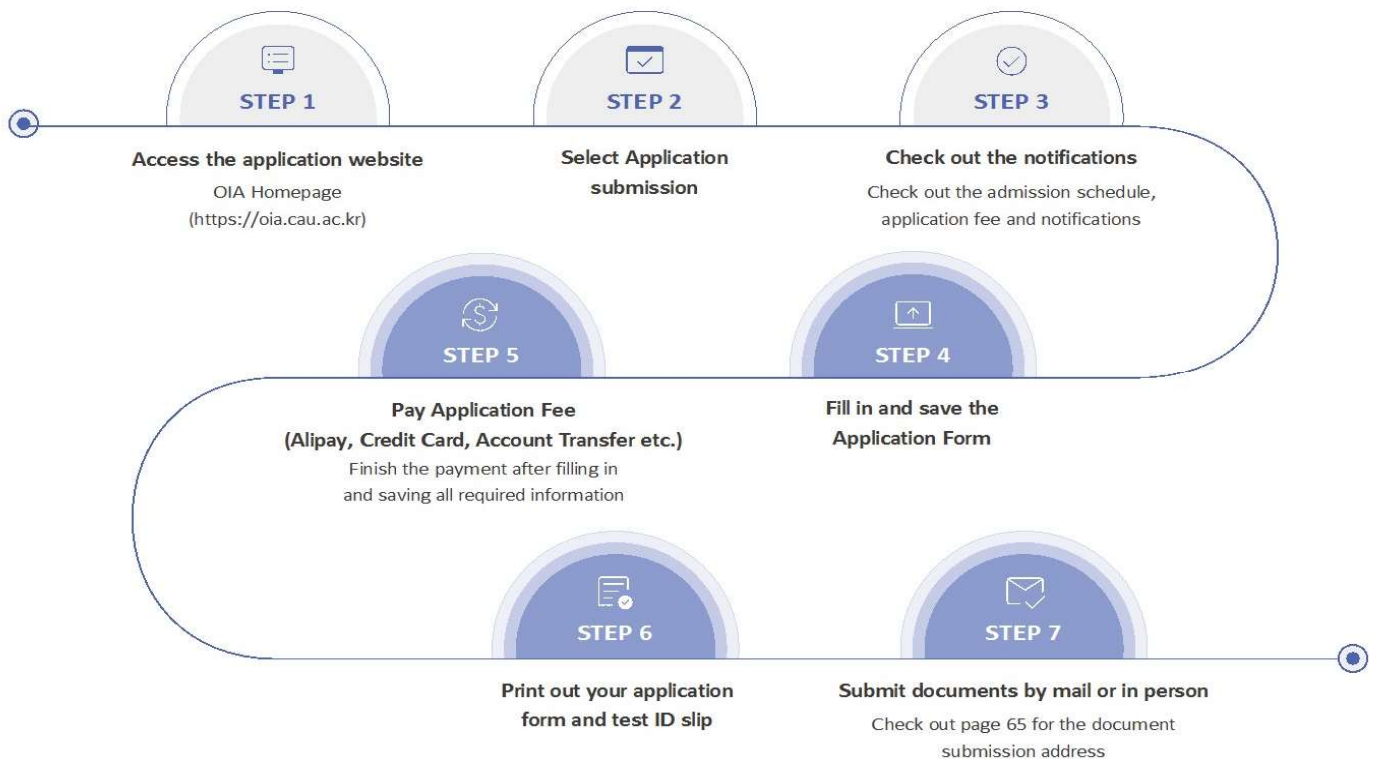 STEP 1
Access the application website
OIA Homepage
(https://oia.cau.ac.kr)
STEP 2
Select Application
submission
STEP 3
Check out the notifications
Check out the admission schedule,
application fee and notifications
STEP 4
Fill in and save the
Application Form
STEP 5
Pay Application Fee
(Alipay, Credit Card, Account Transfer etc.)
Finish the payment after filling in
and saving all required information
STEP 6
Print out your application
form and test ID slip
STEP 7
Submit documents by mail or in person
Check out page 65 for the document
submission address